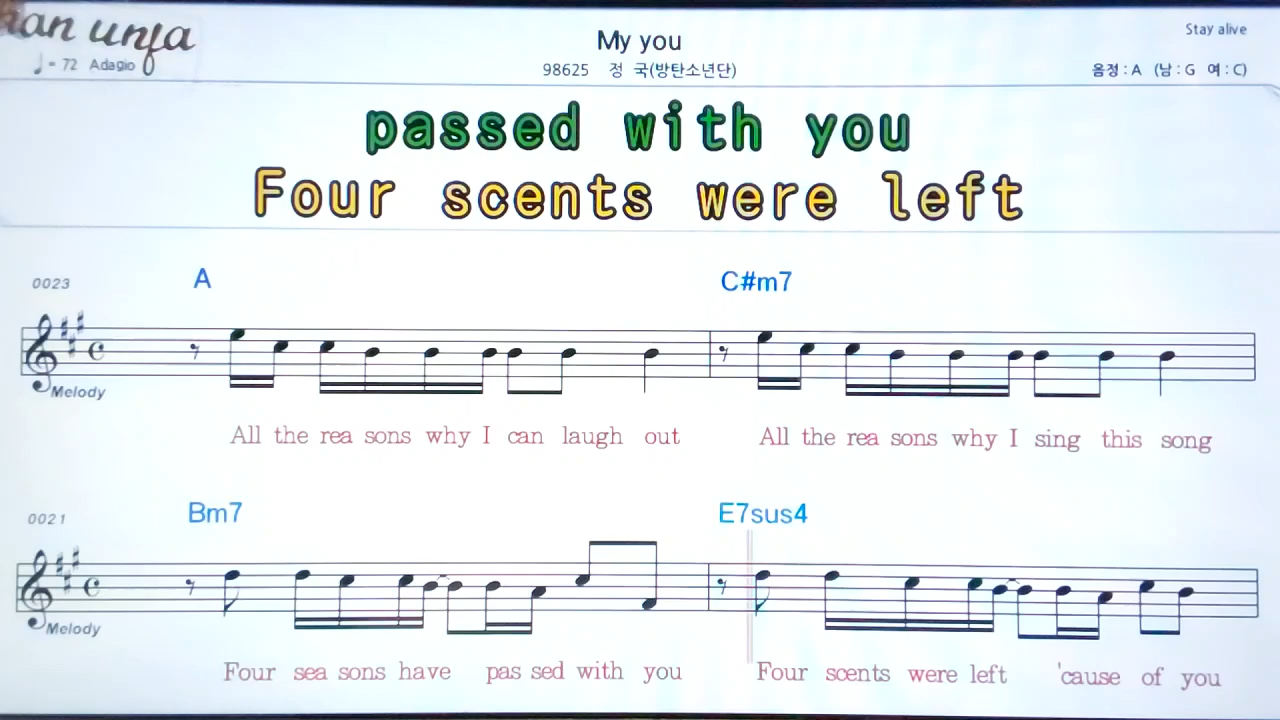 an unfa
Stay alive
My you
♩= 72 Adagio
98625 정 국(방탄소년단)
음정 : A (남 : G 여 : C)
passed with you
Four scents were left
0023
A
C#m7
Melody
All the rea sons why I can laugh out All the rea sons why I sing this song
0021
Bm7
E7sus4
Melody
Four sea sons have pas sed with you Four scents were left 'cause of you